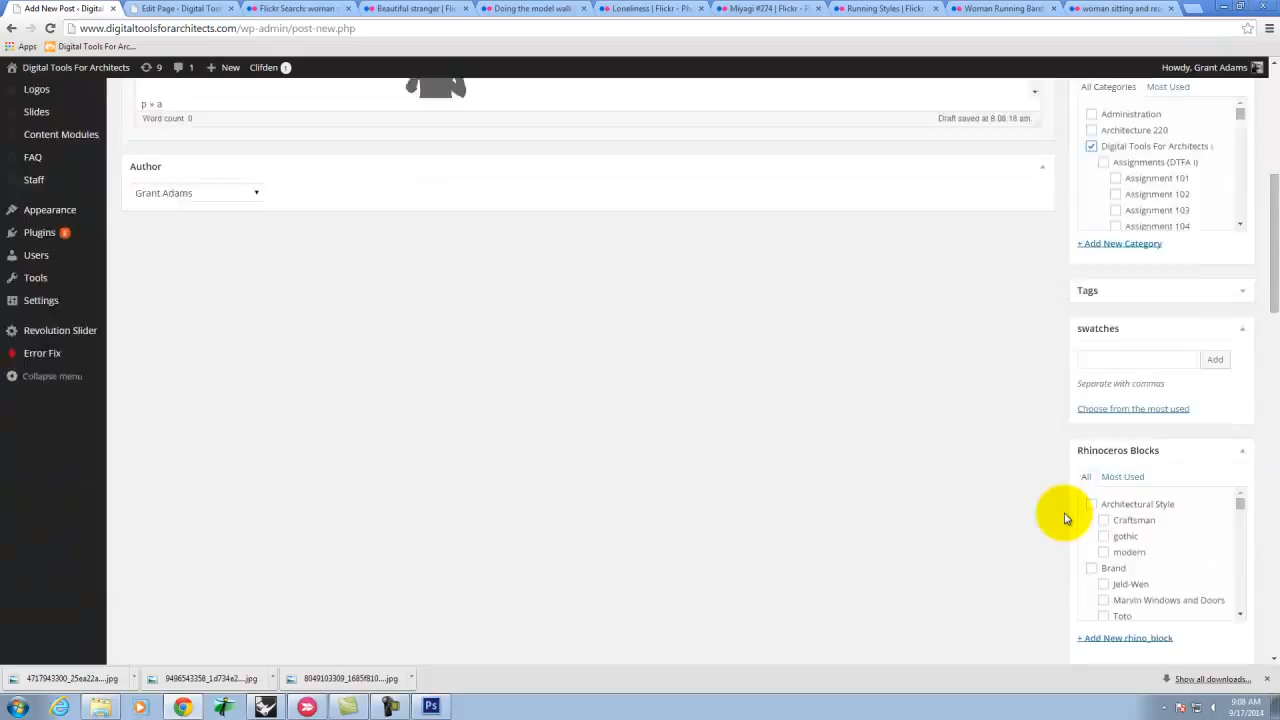 Add New Post - Digital
Edit Page - Digital Tool
Flickr Search: woman s
Beautiful stranger | Flickr
Doing the model walk
Loneliness | Flickr - Ph
Miyagi #274 | Flickr - P
Running Styles | Flickr
Woman Running Baref
woman sitting and rea
www.digitaltoolsforarchitects.com/wp-admin/post-new.php
Apps
Digital Tools For Arc...
Digital Tools For Architects
9
1
New
Clifden 1
Howdy, Grant Adams
Logos
Slides
Content Modules
FAQ
Staff
Appearance
Plugins
Users
Tools
Settings
Revolution Slider
Error Fix
Collapse menu
p » a
Word count 0
Draft saved at 8:08:18 am.
Author
Grant Adams
All Categories
Most Used
Administration
Architecture 220
Digital Tools For Architects I
Assignments (DTFA I)
Assignment 101
Assignment 102
Assignment 103
Assignment 104
+ Add New Category
Tags
swatches
Add
Separate with commas
Choose from the most used
Rhinoceros Blocks
All
Most Used
Architectural Style
Craftsman
gothic
modern
Brand
Jeld-Wen
Marvin Windows and Doors
Toto
+ Add New rhino_block
4717943300_25ea22a....jpg
9496543358_1d734e2....jpg
8049103309_1685f810....jpg
Show all downloads...
Ps
9:08 AM
9/17/2014